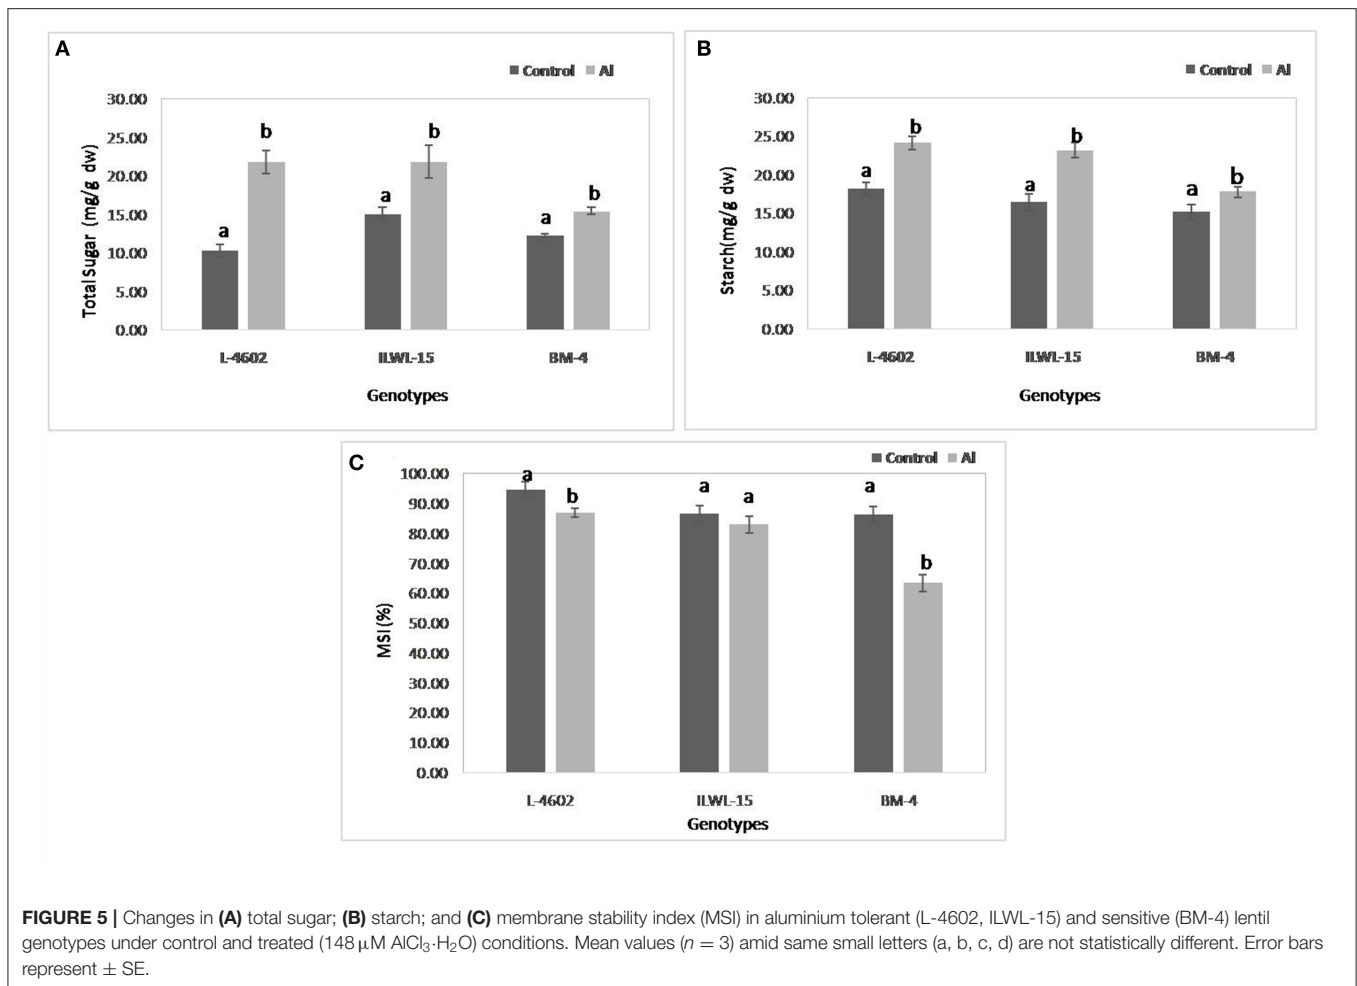 A
Control Al
30.00
25.00
20.00
15.00
10.00
5.00
0.00
Total Sugar (mg/g dw)
a b a b a b
L-4602 ILWL-15 BM-4
Genotypes
B
Control Al
30.00
25.00
20.00
15.00
10.00
5.00
0.00
Starch(mg/g dw)
a b a b a b
L-4602 ILWL-15 BM-4
Genotypes
C
Control Al
100.00
90.00
80.00
70.00
60.00
50.00
40.00
30.00
20.00
10.00
0.00
MSI (%)
a b a a a b
L-4602 ILWL-15 BM-4
Genotypes
FIGURE 5 | Changes in (A) total sugar; (B) starch; and (C) membrane stability index (MSI) in aluminium tolerant (L-4602, ILWL-15) and sensitive (BM-4) lentil
genotypes under control and treated (148 μM AlCl₃·H₂O) conditions. Mean values (n = 3) amid same small letters (a, b, c, d) are not statistically different. Error bars
represent ± SE.